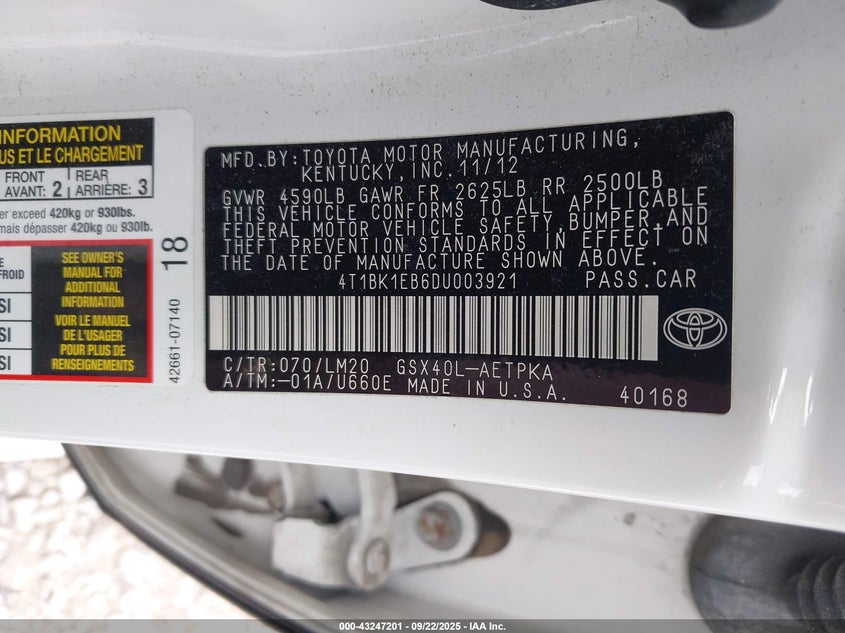 INFORMATION
US ET LE CHARGEMENT
FRONT
AVANT: 2
REAR
ARRIÈRE: 3
er exceed 420kg or 930lbs.
mais dépasser 420kg ou 930lb.
E
FROID
SI
SI
SI
SEE OWNER'S
MANUAL FOR
ADDITIONAL
INFORMATION
VOIR LE MANUEL
DE L'USAGER
POUR PLUS DE
RENSEIGNEMENTS
18
42661-07140
MFD.BY:TOYOTA MOTOR MANUFACTURING,
KENTUCKY,INC.11/12
GVWR 4590LB GAWR FR 2625LB RR 2500LB
THIS VEHICLE CONFORMS TO ALL APPLICABLE
FEDERAL MOTOR VEHICLE SAFETY,BUMPER,AND
THEFT PREVENTION STANDARDS IN EFFECT ON
THE DATE OF MANUFACTURE SHOWN ABOVE.
4T1BK1EB6DU003921 PASS.CAR
C/TR:070/LM20 GSX40L-AETPKA
A/TM:-01A/U660E MADE IN U.S.A. 40168
000-43247201 - 09/22/2025 - IAA Inc.